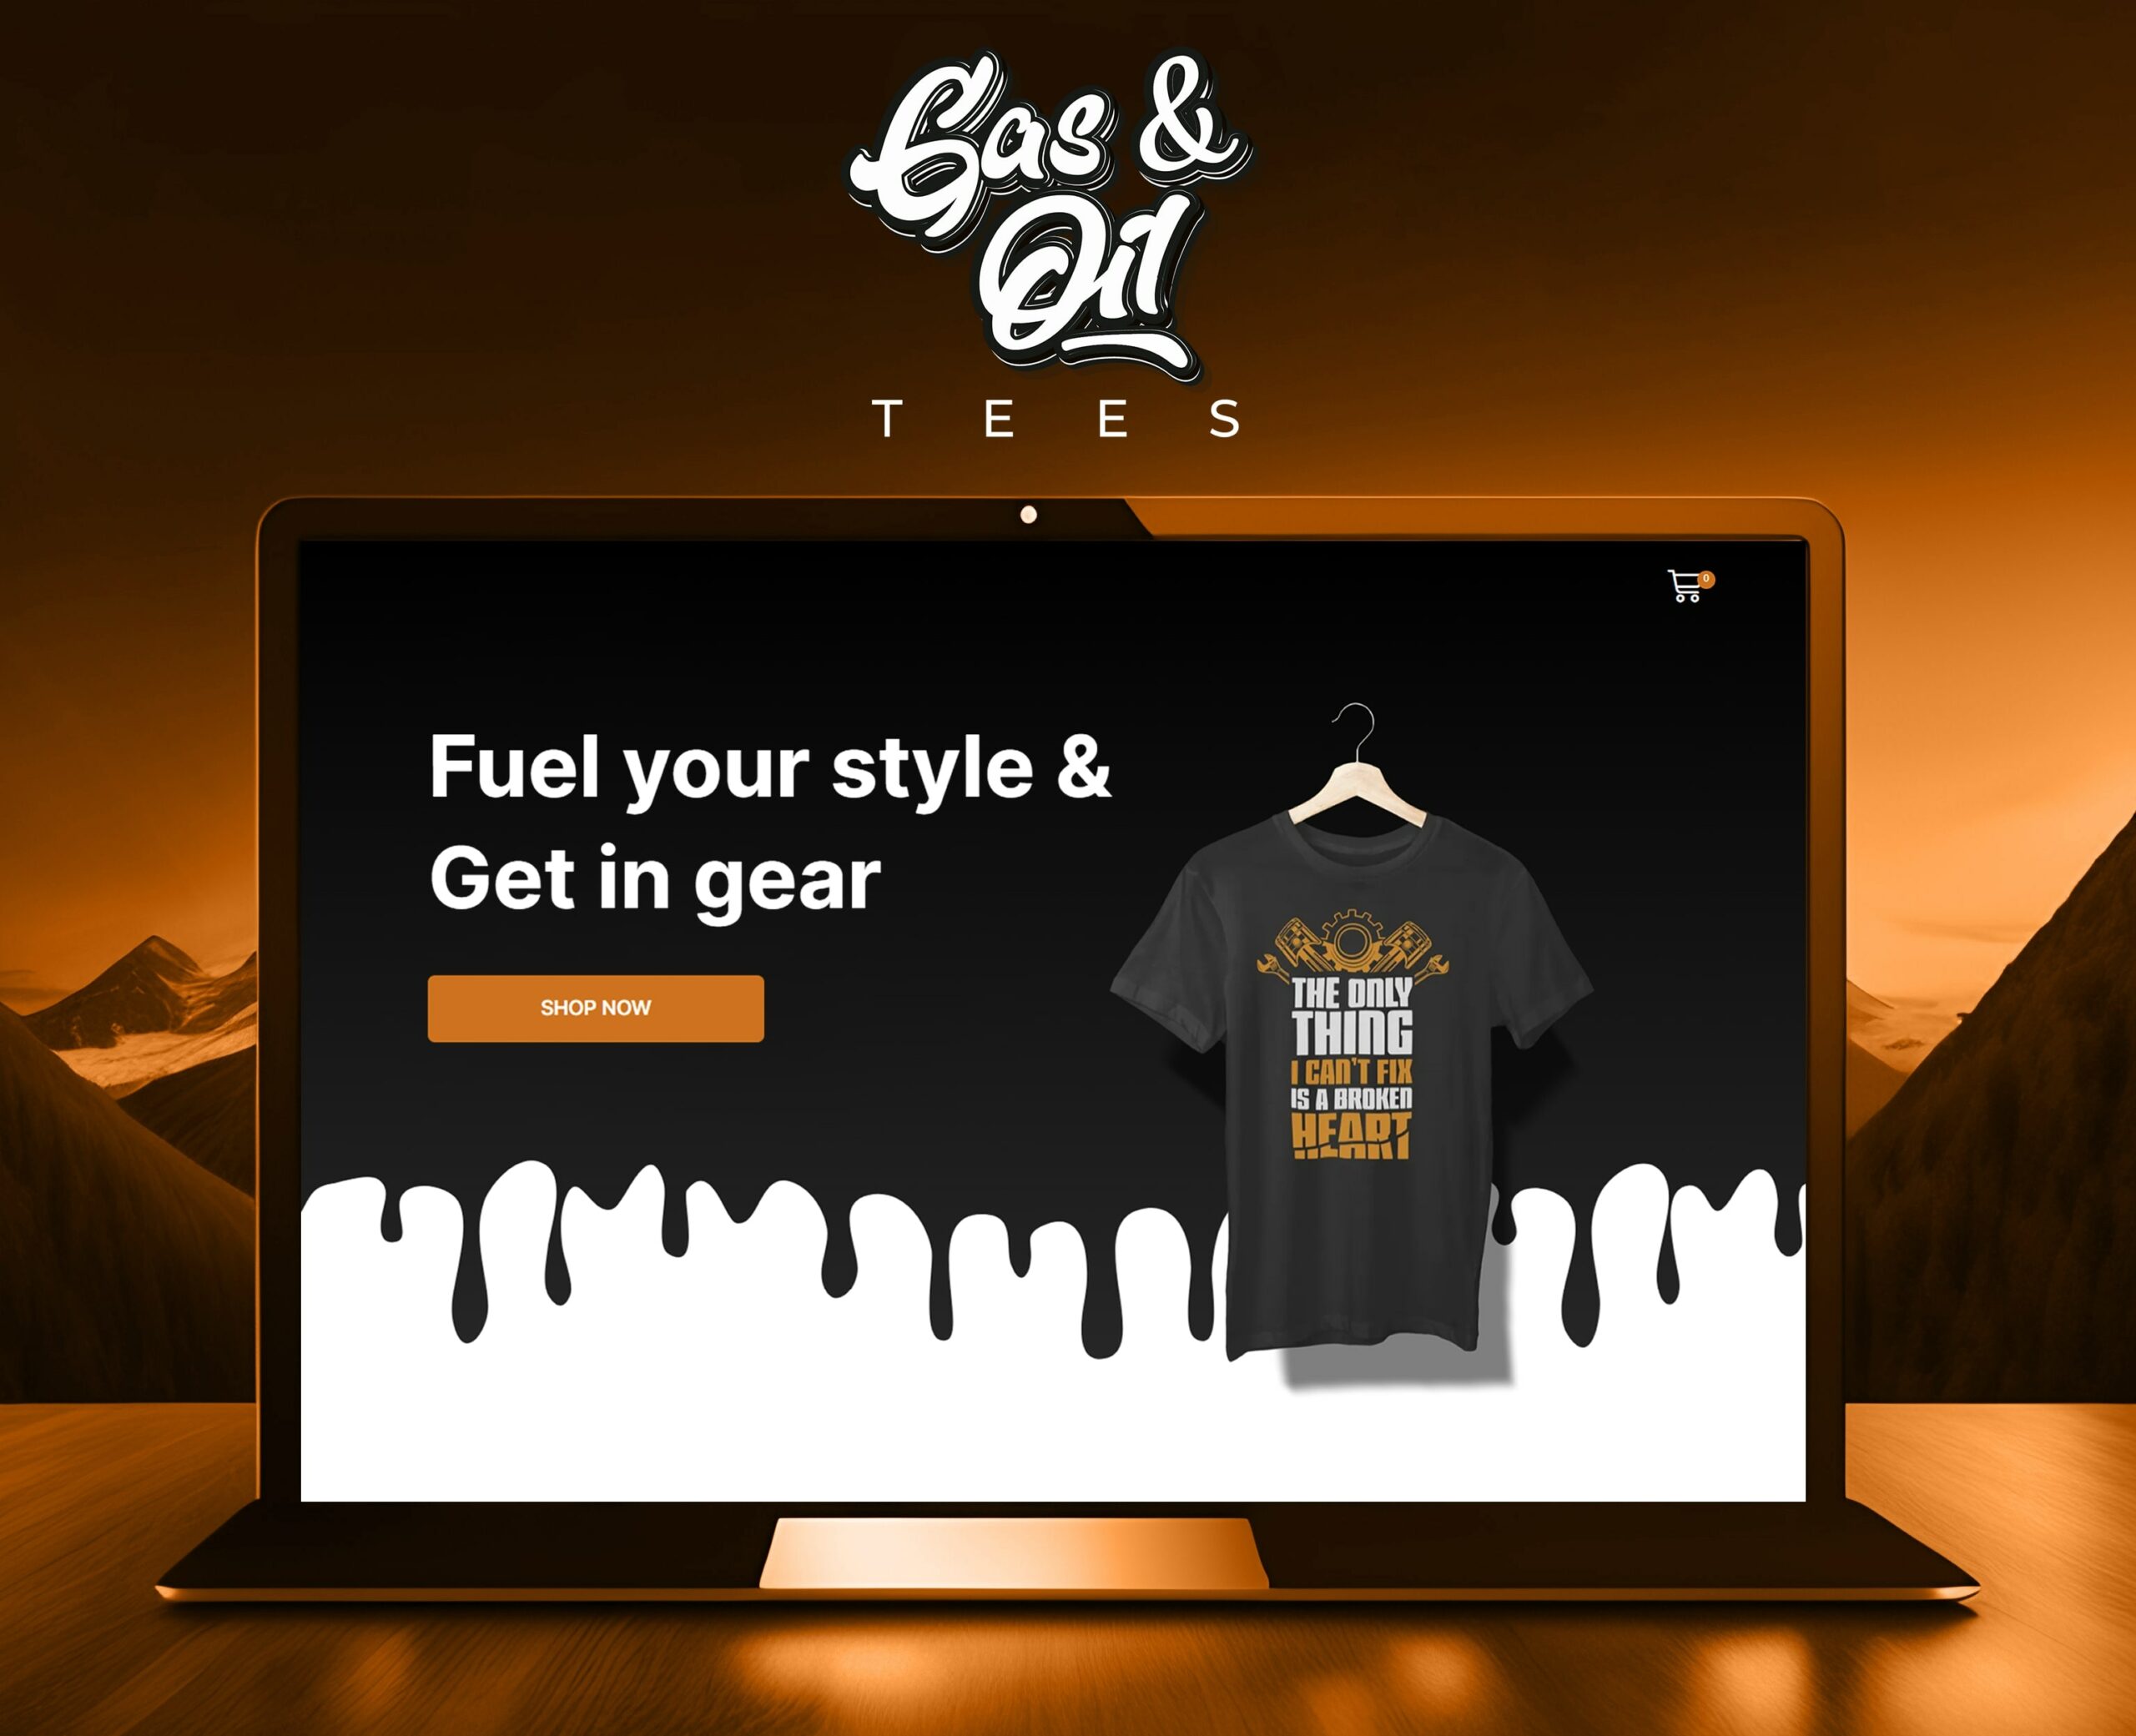 Gas &
Oil
TEES
0
Fuel your style &
Get in gear
SHOP NOW
THE ONLY
THING
I CAN'T FIX
IS A BROKEN
HEART